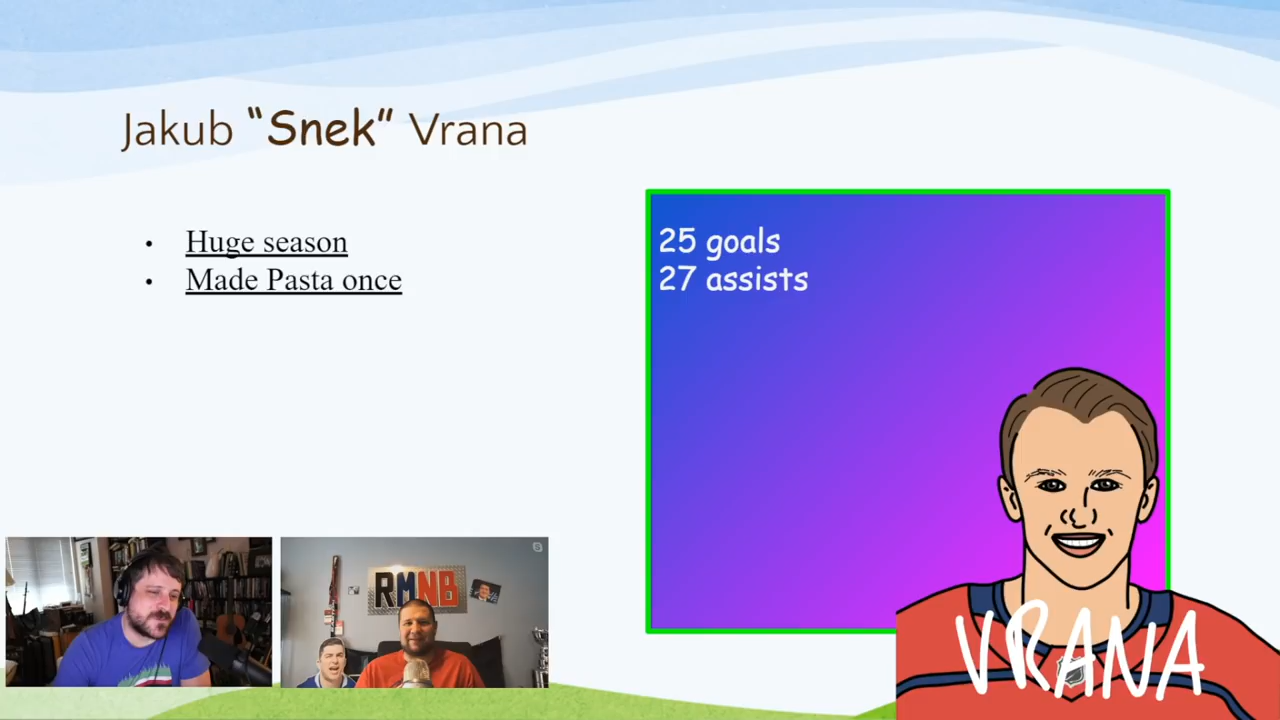 Jakub “Snek” Vrana
• Huge season
• Made Pasta once
25 goals
27 assists
RMNB
VRANA